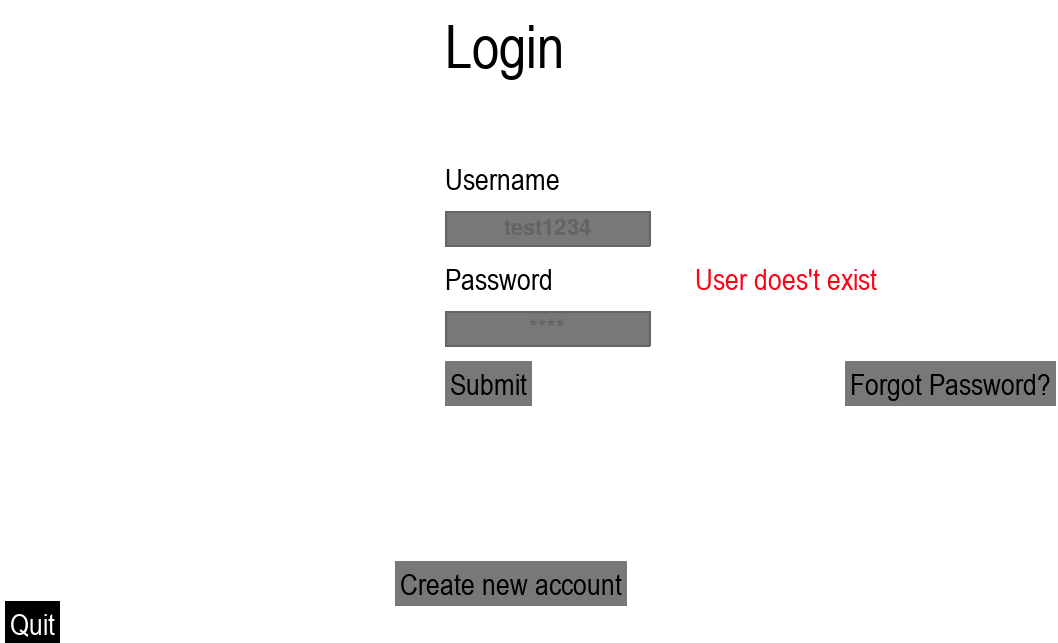 Login
Username
test1234
Password
User does't exist
****
Submit
Forgot Password?
Create new account
Quit